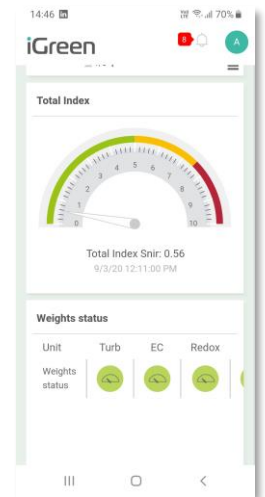 14:46 70%
iGreen 8 A
Total Index
0 1 2 3 4 5 6 7 8 9 10
Total Index Snir: 0.56
9/3/20 12:11:00 PM
Weights status
Unit Turb EC Redox
Weights
status